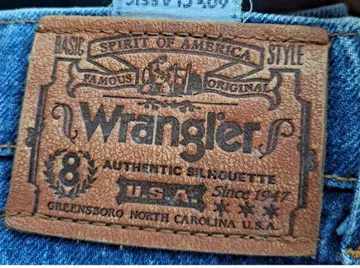 SPIRIT OF AMERICA
BASIC STYLE
FAMOUS ORIGINAL
Wrangler
8
AUTHENTIC SILHOUETTE
U.S.A. Since 1947
GREENSBORO NORTH CAROLINA U.S.A.